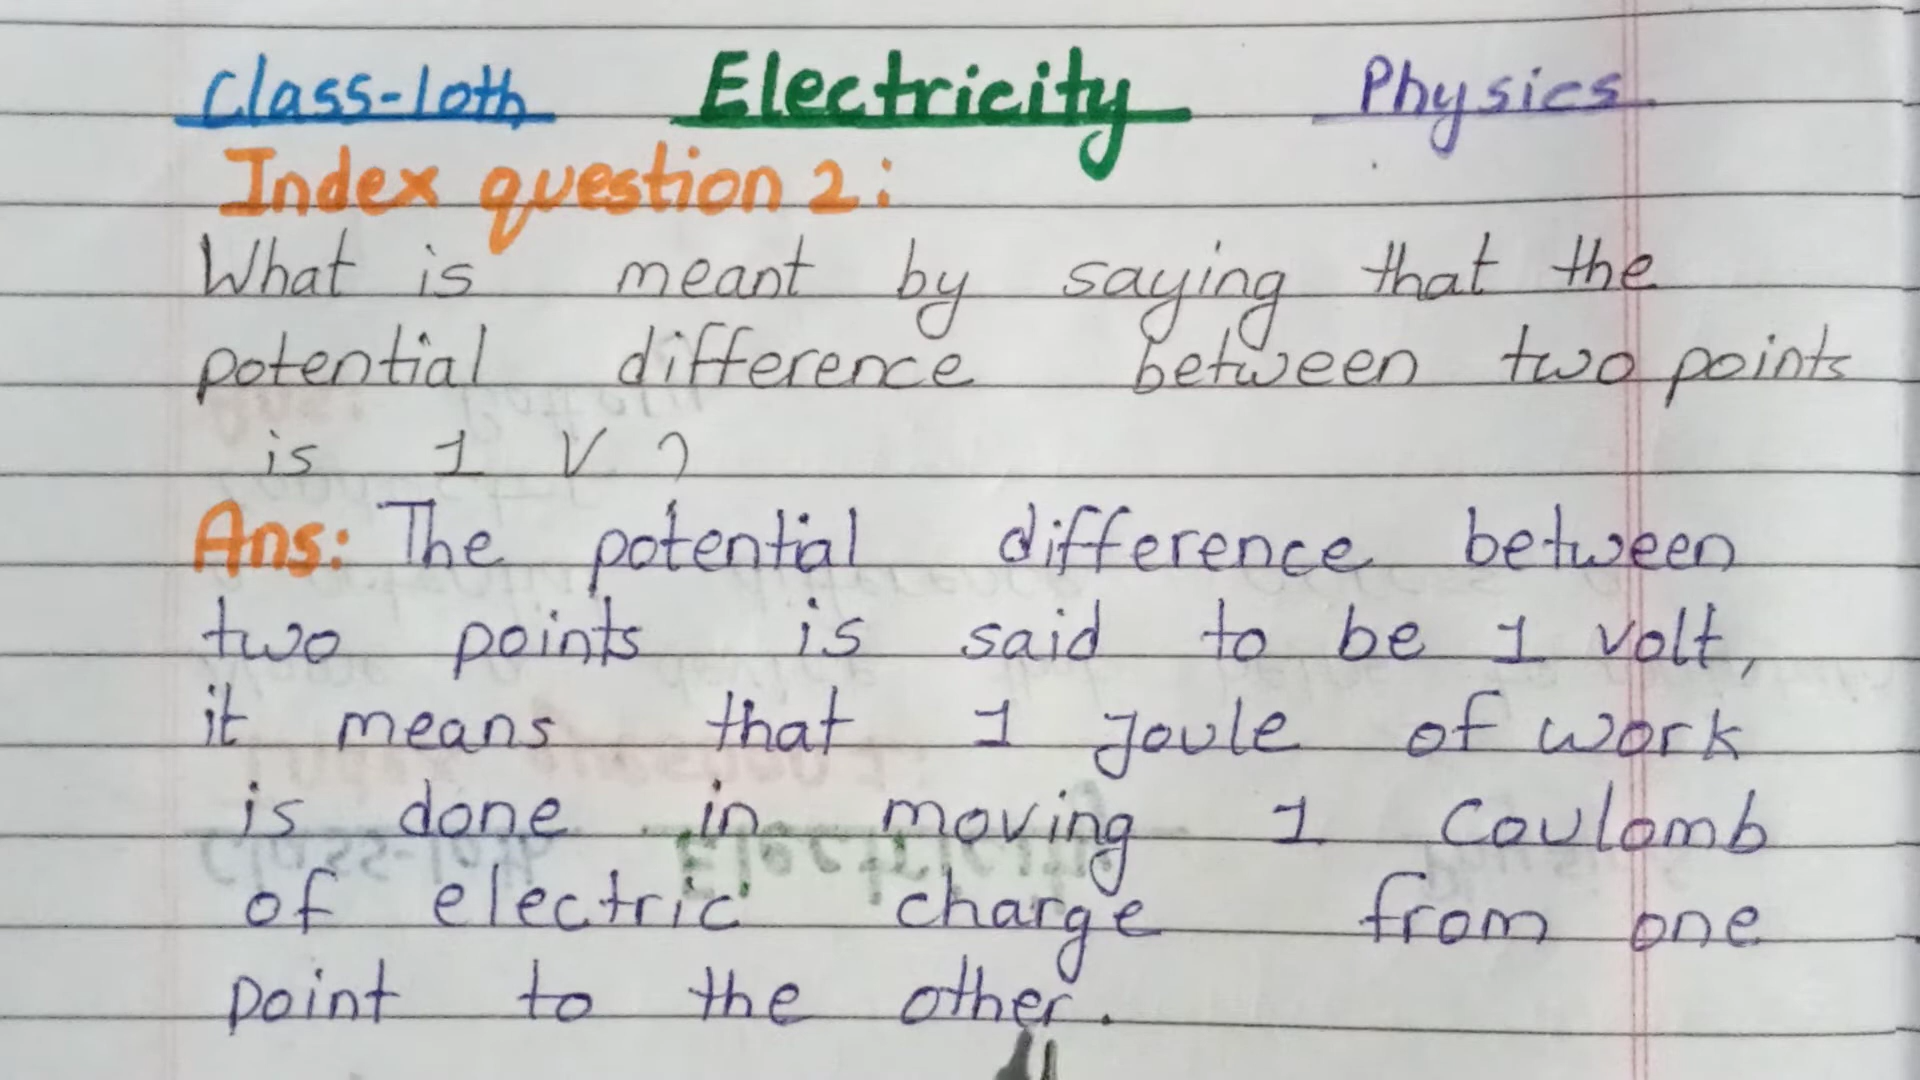 Class-10th Electricity Physics
Index question 2:
What is meant by saying that the
potential difference between two points
is 1 V ?
Ans: The potential difference between
two points is said to be 1 volt,
it means that 1 Joule of work
is done in moving 1 Coulomb
of electric charge from one
point to the other.